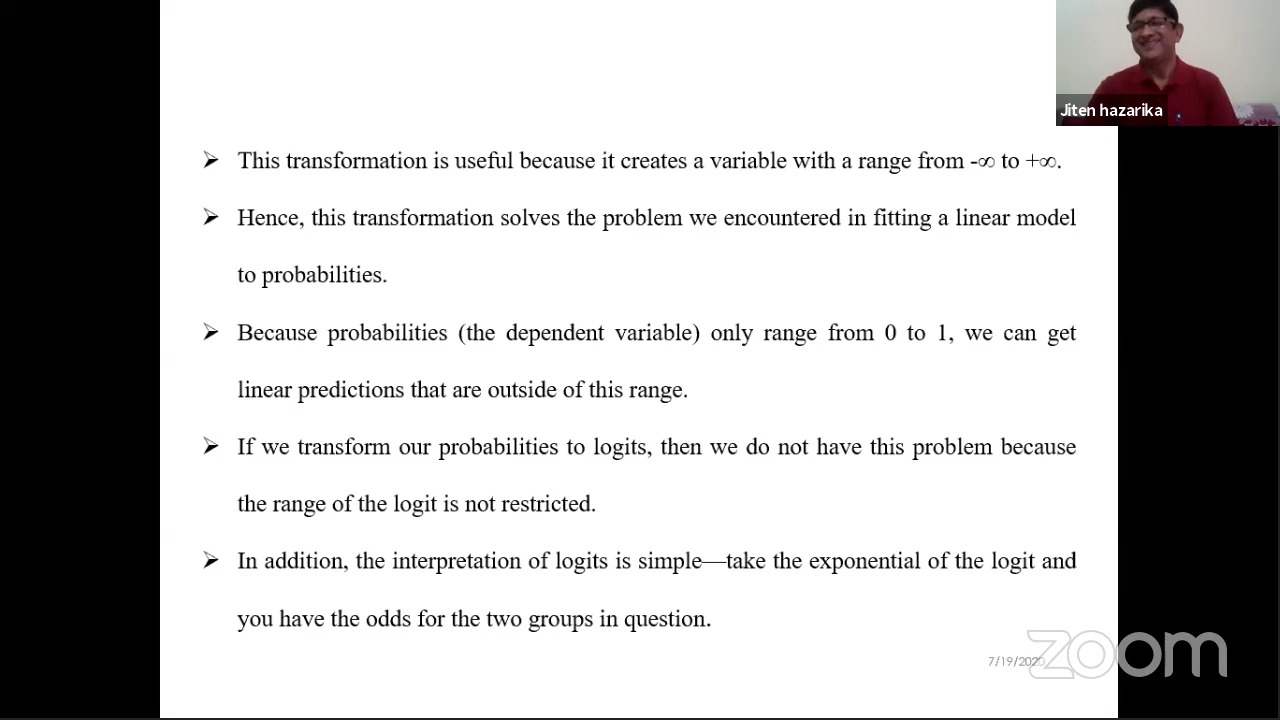 Jiten hazarika
➢ This transformation is useful because it creates a variable with a range from -∞ to +∞.
➢ Hence, this transformation solves the problem we encountered in fitting a linear model
to probabilities.
➢ Because probabilities (the dependent variable) only range from 0 to 1, we can get
linear predictions that are outside of this range.
➢ If we transform our probabilities to logits, then we do not have this problem because
the range of the logit is not restricted.
➢ In addition, the interpretation of logits is simple—take the exponential of the logit and
you have the odds for the two groups in question.
7/19/2020
zoom